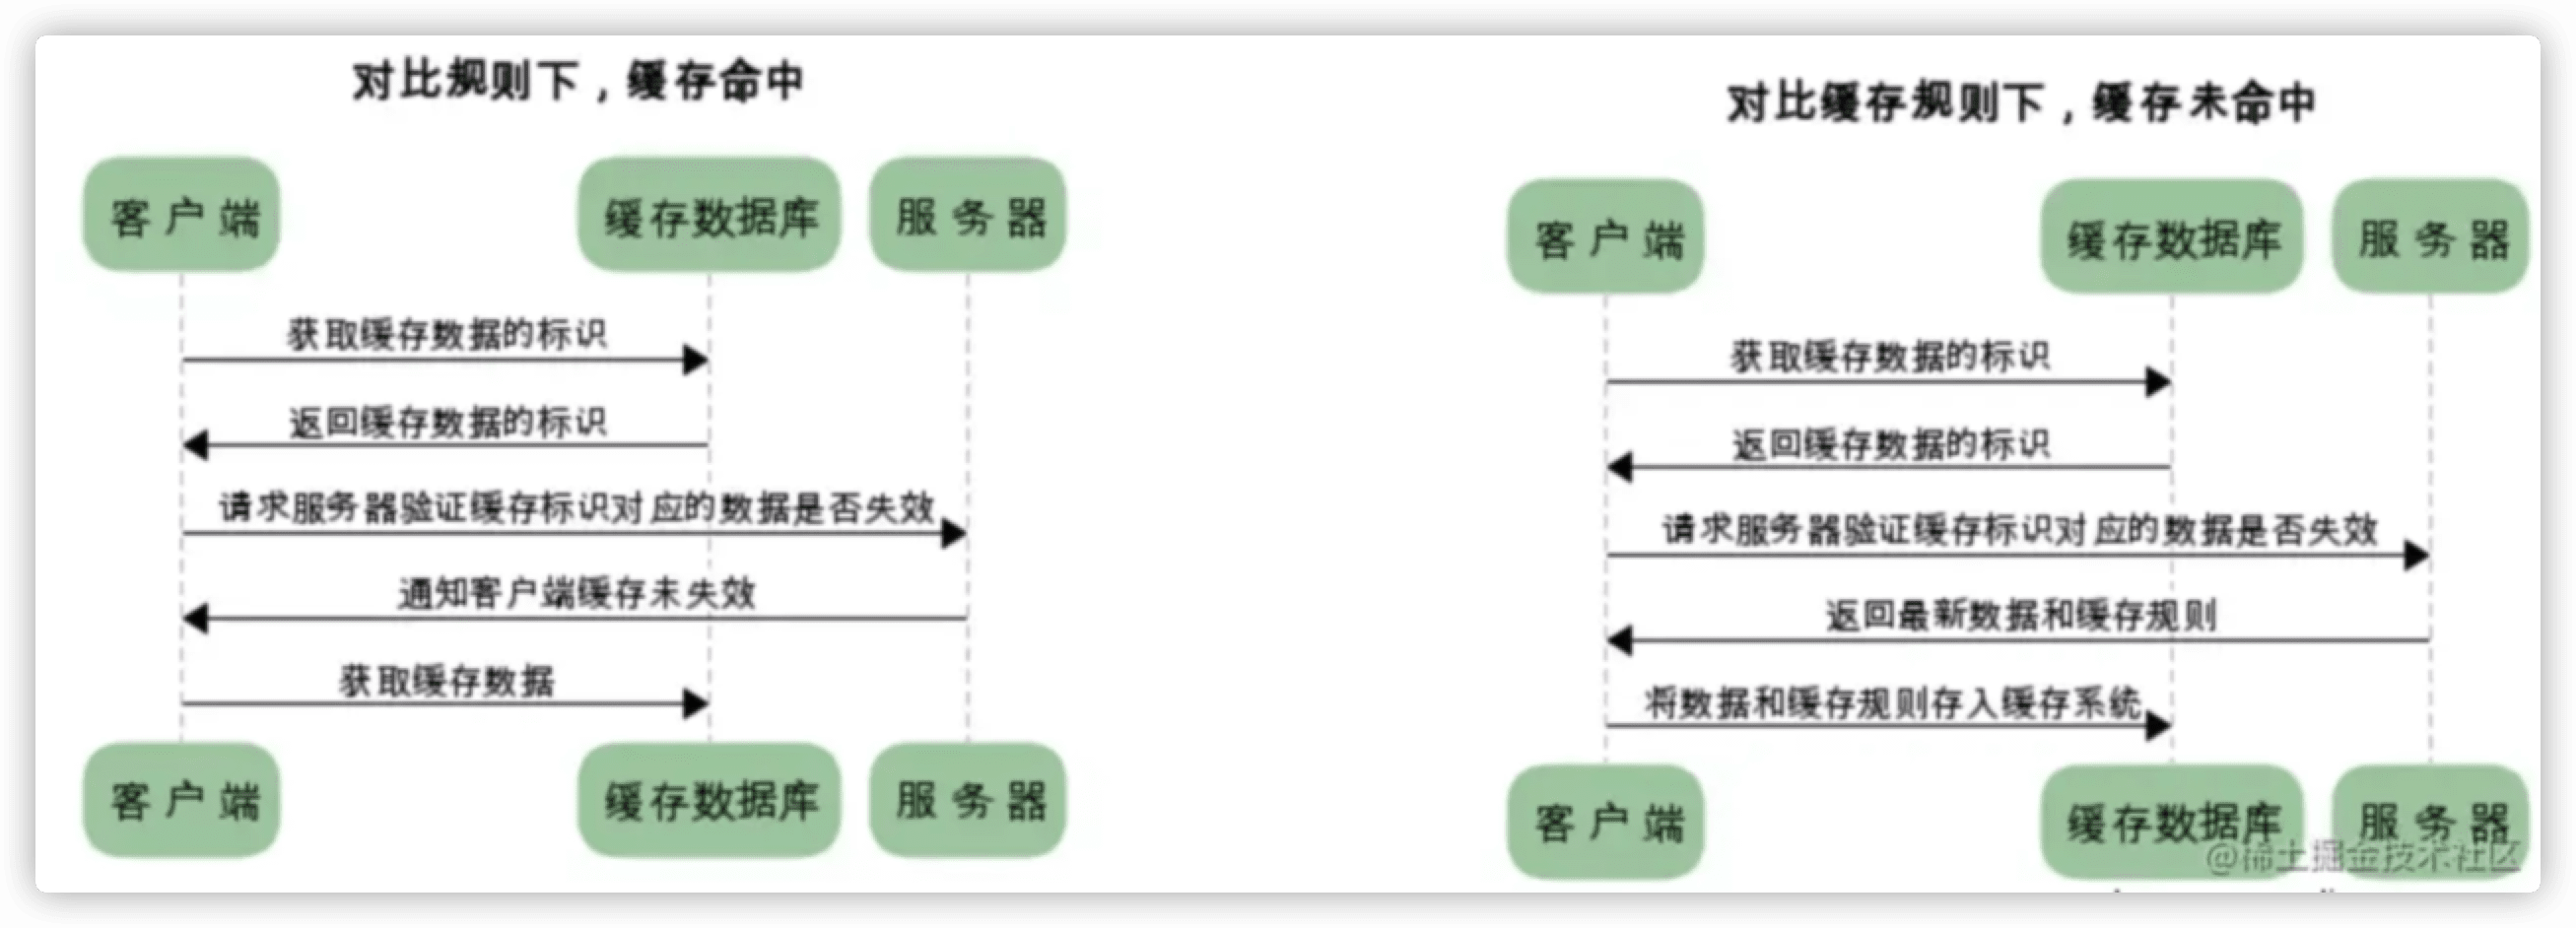 对比规则下，缓存命中
客户端 缓存数据库 服务器
获取缓存数据的标识
返回缓存数据的标识
请求服务器验证缓存标识对应的数据是否失效
通知客户端缓存未失效
获取缓存数据
客户端 缓存数据库 服务器
对比缓存规则下，缓存未命中
客户端 缓存数据库 服务器
获取缓存数据的标识
返回缓存数据的标识
请求服务器验证缓存标识对应的数据是否失效
返回最新数据和缓存规则
将数据和缓存规则存入缓存系统
客户端 缓存数据库 服务器
@稀土掘金技术社区